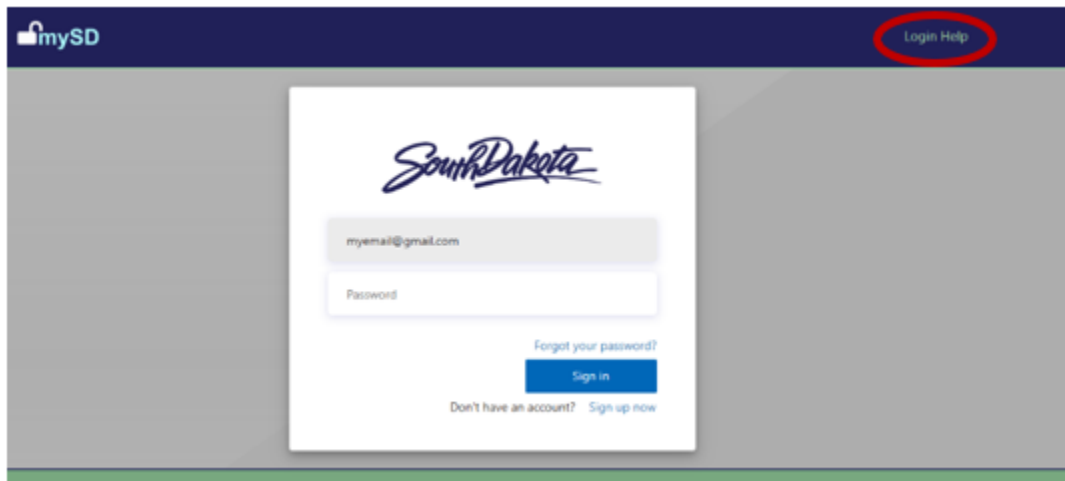 mySD
Login Help
SouthDakota
myemail@gmail.com
Password
Forgot your password?
Sign in
Don't have an account? Sign up now